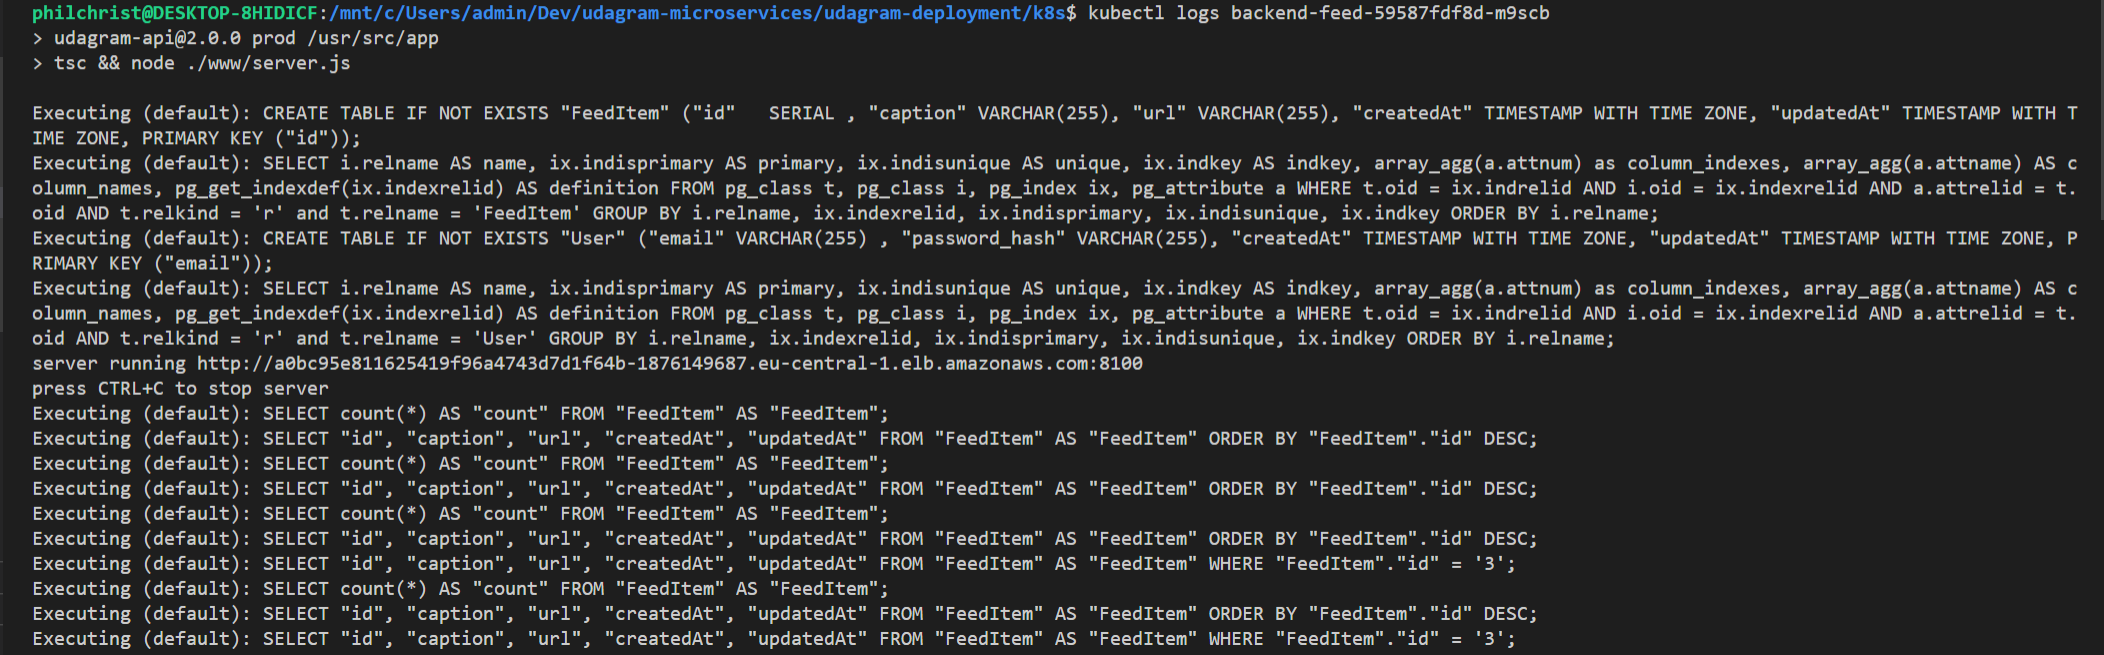 philchrist@DESKTOP-8HIDICF:/mnt/c/Users/admin/Dev/udagram-microservices/udagram-deployment/k8s$ kubectl logs backend-feed-59587fdf8d-m9scb
> udagram-api@2.0.0 prod /usr/src/app
> tsc && node ./www/server.js
Executing (default): CREATE TABLE IF NOT EXISTS "FeedItem" ("id"   SERIAL , "caption" VARCHAR(255), "url" VARCHAR(255), "createdAt" TIMESTAMP WITH TIME ZONE, "updatedAt" TIMESTAMP WITH T
IME ZONE, PRIMARY KEY ("id"));
Executing (default): SELECT i.relname AS name, ix.indisprimary AS primary, ix.indisunique AS unique, ix.indkey AS indkey, array_agg(a.attnum) as column_indexes, array_agg(a.attname) AS c
olumn_names, pg_get_indexdef(ix.indexrelid) AS definition FROM pg_class t, pg_class i, pg_index ix, pg_attribute a WHERE t.oid = ix.indrelid AND i.oid = ix.indexrelid AND a.attrelid = t.
oid AND t.relkind = 'r' and t.relname = 'FeedItem' GROUP BY i.relname, ix.indexrelid, ix.indisprimary, ix.indisunique, ix.indkey ORDER BY i.relname;
Executing (default): CREATE TABLE IF NOT EXISTS "User" ("email" VARCHAR(255) , "password_hash" VARCHAR(255), "createdAt" TIMESTAMP WITH TIME ZONE, "updatedAt" TIMESTAMP WITH TIME ZONE, P
RIMARY KEY ("email"));
Executing (default): SELECT i.relname AS name, ix.indisprimary AS primary, ix.indisunique AS unique, ix.indkey AS indkey, array_agg(a.attnum) as column_indexes, array_agg(a.attname) AS c
olumn_names, pg_get_indexdef(ix.indexrelid) AS definition FROM pg_class t, pg_class i, pg_index ix, pg_attribute a WHERE t.oid = ix.indrelid AND i.oid = ix.indexrelid AND a.attrelid = t.
oid AND t.relkind = 'r' and t.relname = 'User' GROUP BY i.relname, ix.indexrelid, ix.indisprimary, ix.indisunique, ix.indkey ORDER BY i.relname;
server running http://a0bc95e811625419f96a4743d7d1f64b-1876149687.eu-central-1.elb.amazonaws.com:8100
press CTRL+C to stop server
Executing (default): SELECT count(*) AS "count" FROM "FeedItem" AS "FeedItem";
Executing (default): SELECT "id", "caption", "url", "createdAt", "updatedAt" FROM "FeedItem" AS "FeedItem" ORDER BY "FeedItem"."id" DESC;
Executing (default): SELECT count(*) AS "count" FROM "FeedItem" AS "FeedItem";
Executing (default): SELECT "id", "caption", "url", "createdAt", "updatedAt" FROM "FeedItem" AS "FeedItem" ORDER BY "FeedItem"."id" DESC;
Executing (default): SELECT count(*) AS "count" FROM "FeedItem" AS "FeedItem";
Executing (default): SELECT "id", "caption", "url", "createdAt", "updatedAt" FROM "FeedItem" AS "FeedItem" ORDER BY "FeedItem"."id" DESC;
Executing (default): SELECT "id", "caption", "url", "createdAt", "updatedAt" FROM "FeedItem" AS "FeedItem" WHERE "FeedItem"."id" = '3';
Executing (default): SELECT count(*) AS "count" FROM "FeedItem" AS "FeedItem";
Executing (default): SELECT "id", "caption", "url", "createdAt", "updatedAt" FROM "FeedItem" AS "FeedItem" ORDER BY "FeedItem"."id" DESC;
Executing (default): SELECT "id", "caption", "url", "createdAt", "updatedAt" FROM "FeedItem" AS "FeedItem" WHERE "FeedItem"."id" = '3';